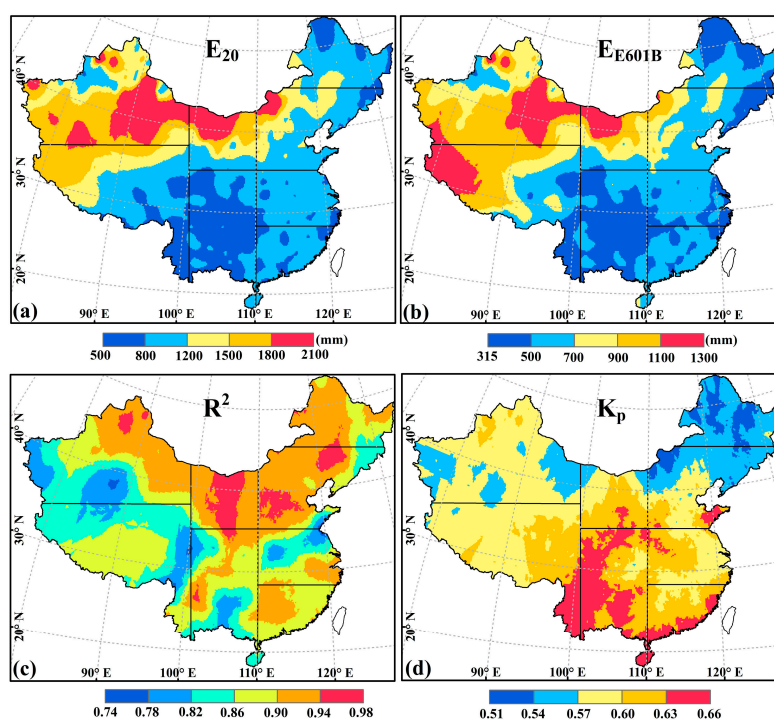 E20
EE601B
40° N
30° N
20° N
(a)
90° E
100° E
110° E
120° E
40° N
30° N
20° N
(b)
90° E
100° E
110° E
120° E
(mm)
500 800 1200 1500 1800 2100
(mm)
315 500 700 900 1100 1300
R²
Kp
40° N
30° N
20° N
(c)
90° E
100° E
110° E
120° E
40° N
30° N
20° N
(d)
90° E
100° E
110° E
120° E
0.74 0.78 0.82 0.86 0.90 0.94 0.98
0.51 0.54 0.57 0.60 0.63 0.66